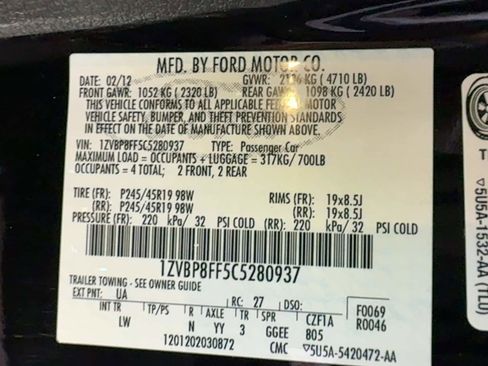 MFD. BY FORD MOTOR CO.
DATE: 02/12 GVWR: 2136 KG ( 4710 LB)
FRONT GAWR: 1052 KG ( 2320 LB) REAR GAWR: 1098 KG ( 2420 LB)
THIS VEHICLE CONFORMS TO ALL APPLICABLE FEDERAL MOTOR
VEHICLE SAFETY, BUMPER, AND THEFT PREVENTION STANDARDS
IN EFFECT ON THE DATE OF MANUFACTURE SHOWN ABOVE.
VIN: 1ZVBP8FF5C5280937 TYPE: Passenger Car
MAXIMUM LOAD = OCCUPANTS + LUGGAGE = 317KG/ 700LB
OCCUPANTS = 4 TOTAL; 2 FRONT, 2 REAR
TIRE (FR): P245/45R19 98W RIMS (FR): 19x8.5J
(RR): P245/45R19 98W (RR): 19x8.5J
PRESSURE (FR): 220 kPa/ 32 PSI COLD (RR): 220 kPa/ 32 PSI COLD
1ZVBP8FF5C5280937
TRAILER TOWING - SEE OWNER GUIDE
EXT PNT: UA RC: 27 DSO: F0069
INT TR TP/PS R AXLE TR SPR CZF1A R0046
LW N YY 3 GGEE 805
1201202030872 CMC 5U5A-5420472-AA
5U5A-1532-AA (TLU)